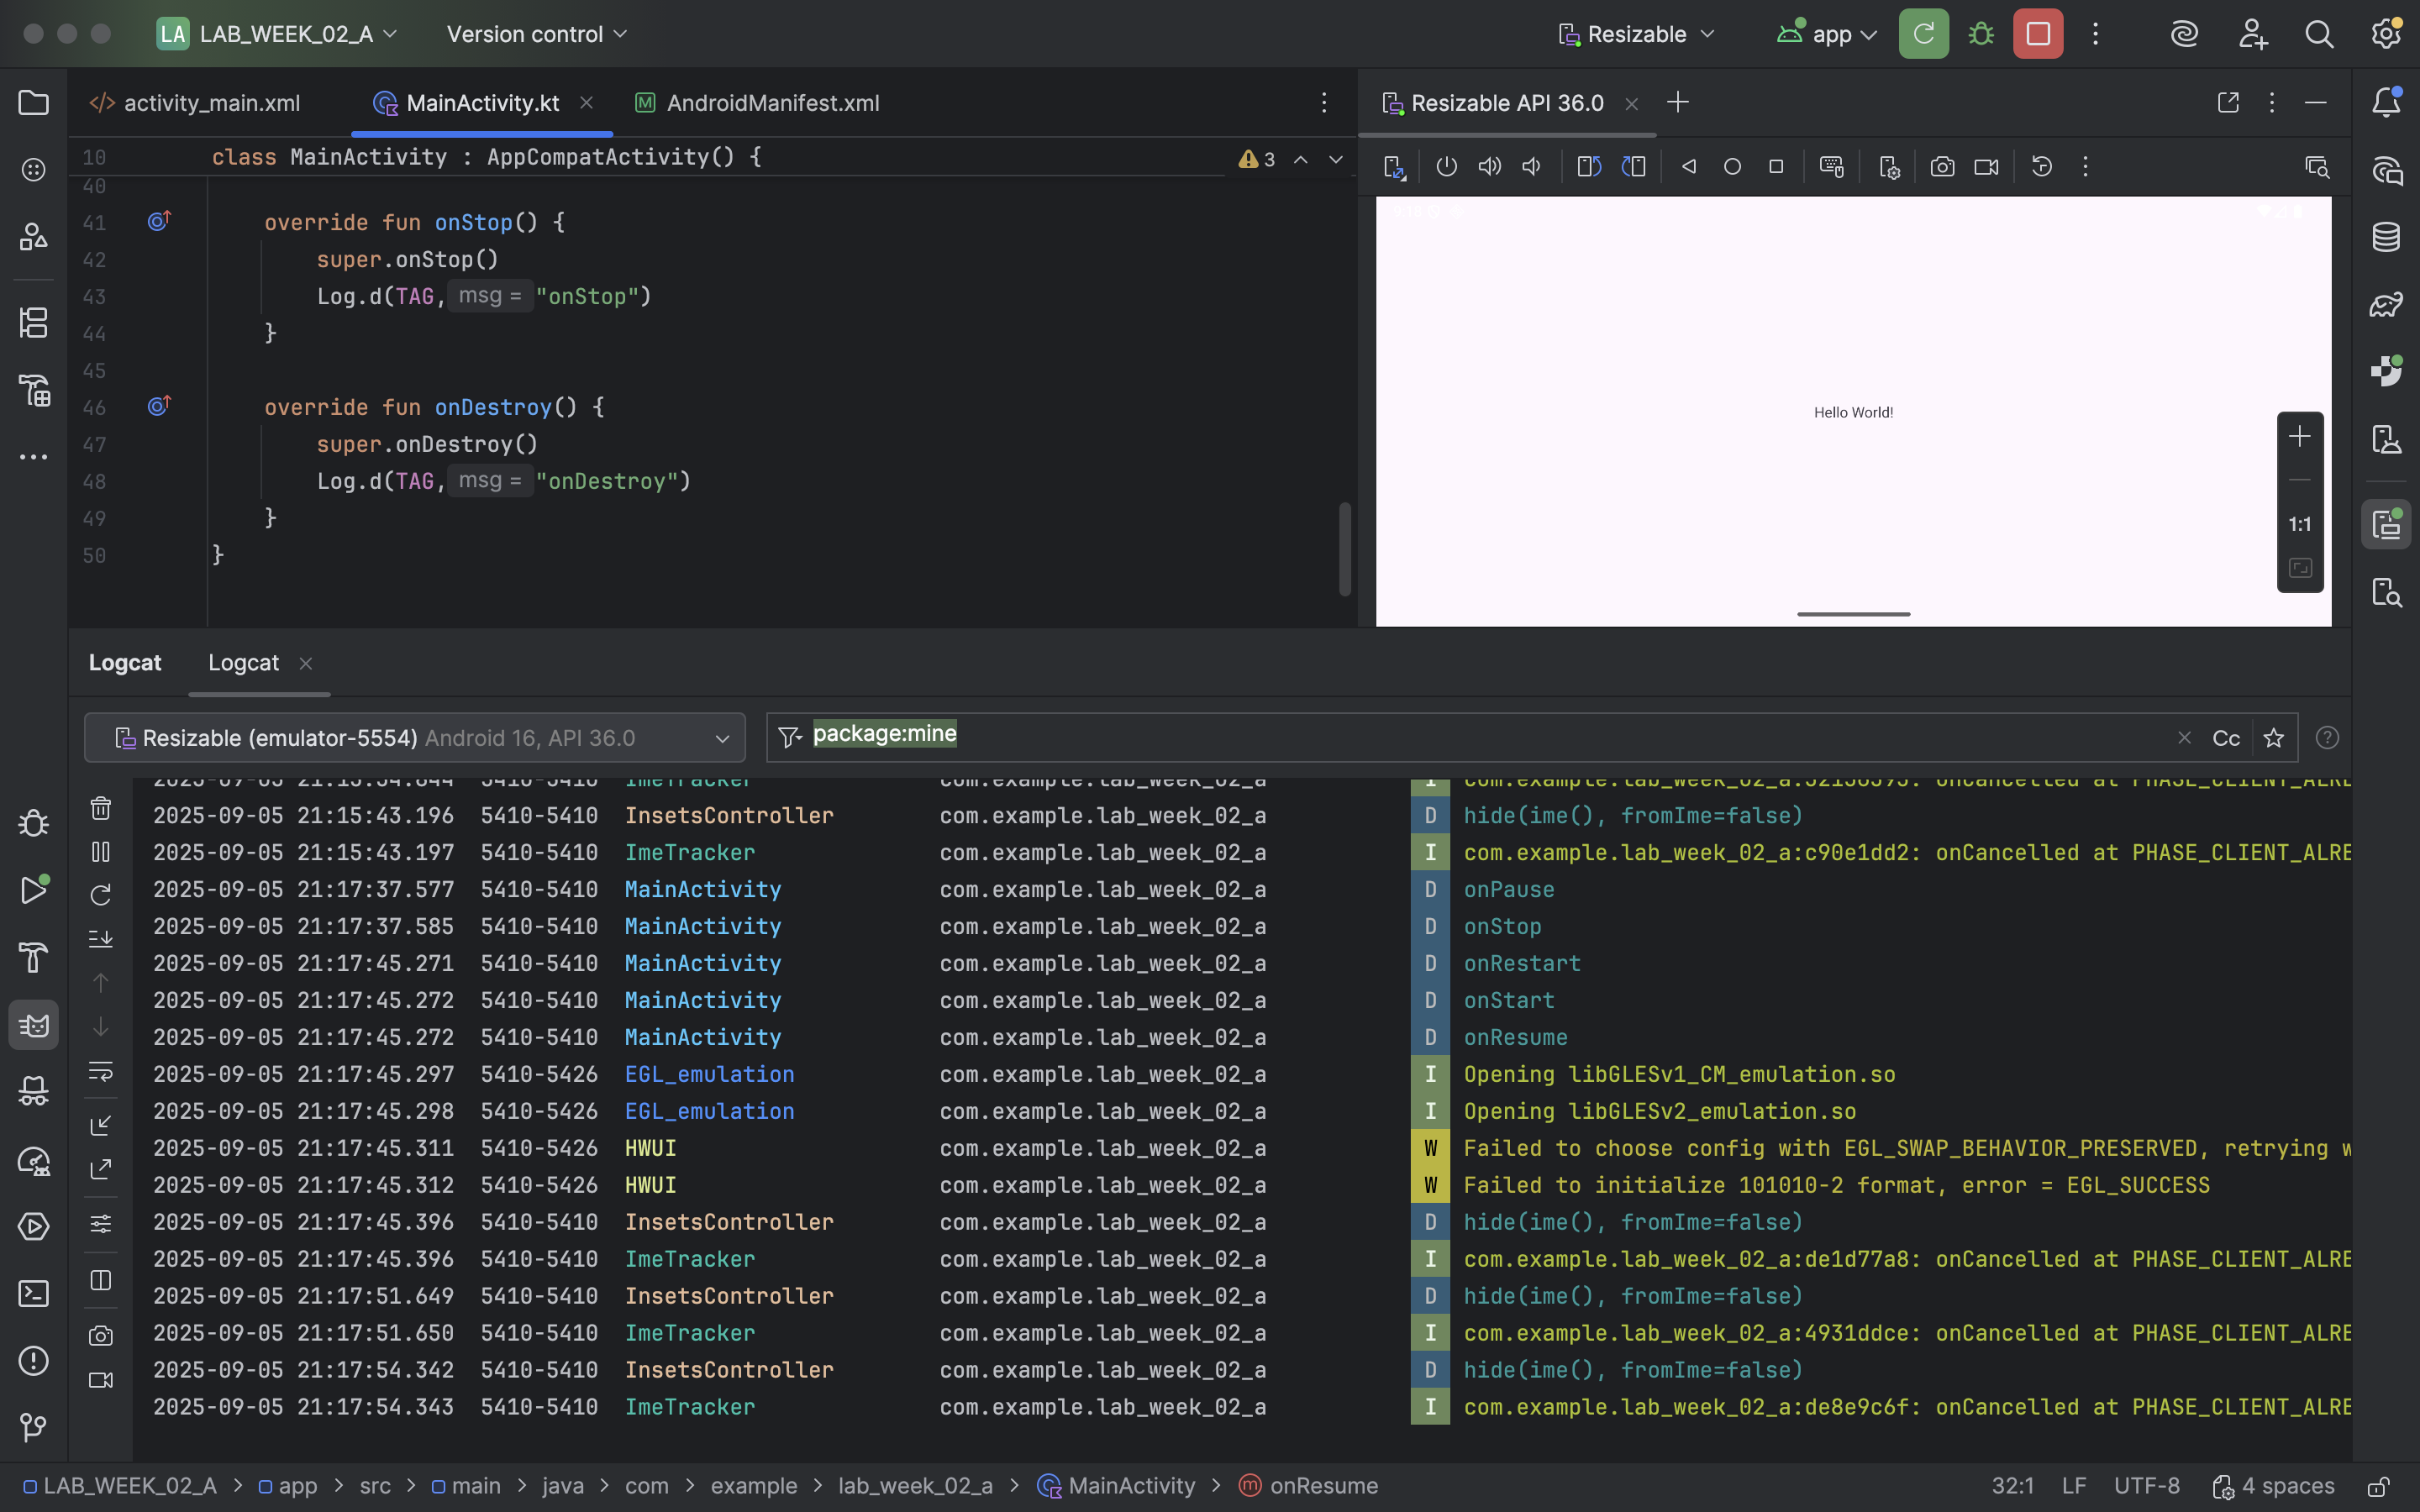 LA LAB_WEEK_02_A Version control Resizable app
activity_main.xml MainActivity.kt AndroidManifest.xml
Resizable API 36.0
10 class MainActivity : AppCompatActivity() { 3
40
41 override fun onStop() {
42 super.onStop()
43 Log.d(TAG, msg = "onStop")
44 }
45
46 override fun onDestroy() {
47 super.onDestroy()
48 Log.d(TAG, msg = "onDestroy")
49 }
50 }
Hello World!
1:1
Logcat Logcat
Resizable (emulator-5554) Android 16, API 36.0 package:mine Cc
2025-09-05 21:15:43.196 5410-5410 InsetsController com.example.lab_week_02_a D hide(ime(), fromIme=false)
2025-09-05 21:15:43.197 5410-5410 ImeTracker com.example.lab_week_02_a I com.example.lab_week_02_a:c90e1dd2: onCancelled at PHASE_CLIENT_ALRE
2025-09-05 21:17:37.577 5410-5410 MainActivity com.example.lab_week_02_a D onPause
2025-09-05 21:17:37.585 5410-5410 MainActivity com.example.lab_week_02_a D onStop
2025-09-05 21:17:45.271 5410-5410 MainActivity com.example.lab_week_02_a D onRestart
2025-09-05 21:17:45.272 5410-5410 MainActivity com.example.lab_week_02_a D onStart
2025-09-05 21:17:45.272 5410-5410 MainActivity com.example.lab_week_02_a D onResume
2025-09-05 21:17:45.297 5410-5426 EGL_emulation com.example.lab_week_02_a I Opening libGLESv1_CM_emulation.so
2025-09-05 21:17:45.298 5410-5426 EGL_emulation com.example.lab_week_02_a I Opening libGLESv2_emulation.so
2025-09-05 21:17:45.311 5410-5426 HWUI com.example.lab_week_02_a W Failed to choose config with EGL_SWAP_BEHAVIOR_PRESERVED, retrying w
2025-09-05 21:17:45.312 5410-5426 HWUI com.example.lab_week_02_a W Failed to initialize 101010-2 format, error = EGL_SUCCESS
2025-09-05 21:17:45.396 5410-5410 InsetsController com.example.lab_week_02_a D hide(ime(), fromIme=false)
2025-09-05 21:17:45.396 5410-5410 ImeTracker com.example.lab_week_02_a I com.example.lab_week_02_a:de1d77a8: onCancelled at PHASE_CLIENT_ALRE
2025-09-05 21:17:51.649 5410-5410 InsetsController com.example.lab_week_02_a D hide(ime(), fromIme=false)
2025-09-05 21:17:51.650 5410-5410 ImeTracker com.example.lab_week_02_a I com.example.lab_week_02_a:4931ddce: onCancelled at PHASE_CLIENT_ALRE
2025-09-05 21:17:54.342 5410-5410 InsetsController com.example.lab_week_02_a D hide(ime(), fromIme=false)
2025-09-05 21:17:54.343 5410-5410 ImeTracker com.example.lab_week_02_a I com.example.lab_week_02_a:de8e9c6f: onCancelled at PHASE_CLIENT_ALRE
LAB_WEEK_02_A > app > src > main > java > com > example > lab_week_02_a > MainActivity > onResume 32:1 LF UTF-8 4 spaces